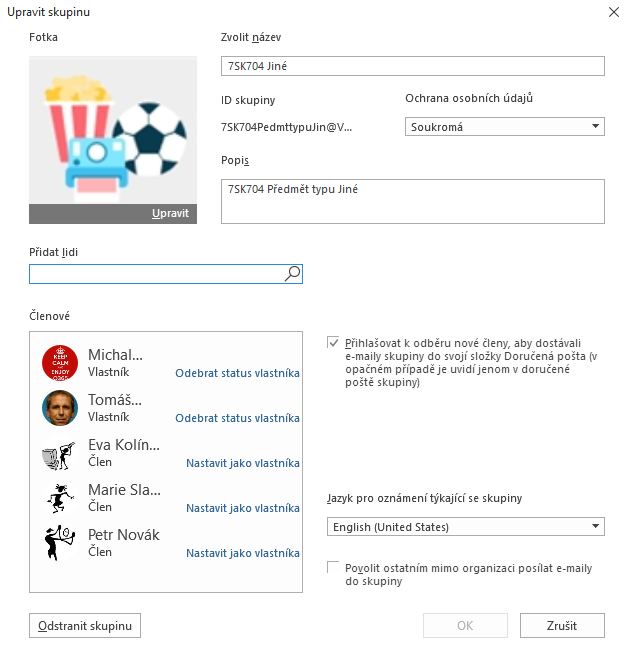 Upravit skupinu
Fotka
Zvolit název
7SK704 Jiné
ID skupiny
Ochrana osobních údajů
7SK704PedmttypuJin@V...
Soukromá
Popis
7SK704 Předmět typu Jiné
Upravit
Přidat lidi
Členové
KEEP
CALM
ENJOY
Michal...
Vlastník
Odebrat status vlastníka
Tomáš...
Vlastník
Odebrat status vlastníka
Eva Kolín...
Člen
Nastavit jako vlastníka
Marie Sla...
Člen
Nastavit jako vlastníka
Petr Novák
Člen
Nastavit jako vlastníka
Přihlašovat k odběru nové členy, aby dostávali
e-maily skupiny do svojí složky Doručená pošta (v
opačném případě je uvidí jenom v doručené
poště skupiny)
Jazyk pro oznámení týkající se skupiny
English (United States)
Povolit ostatním mimo organizaci posílat e-maily
do skupiny
Odstranit skupinu
OK
Zrušit